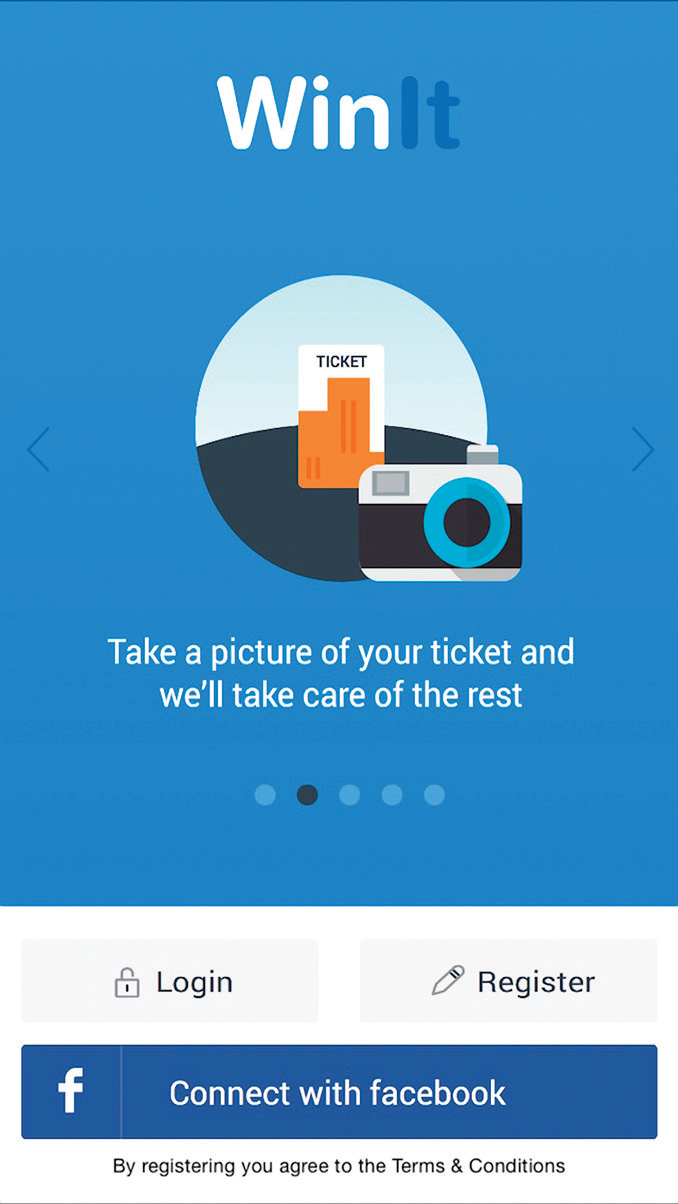 WinIt
TICKET
Take a picture of your ticket and
we'll take care of the rest
Login
Register
f
Connect with facebook
By registering you agree to the Terms & Conditions